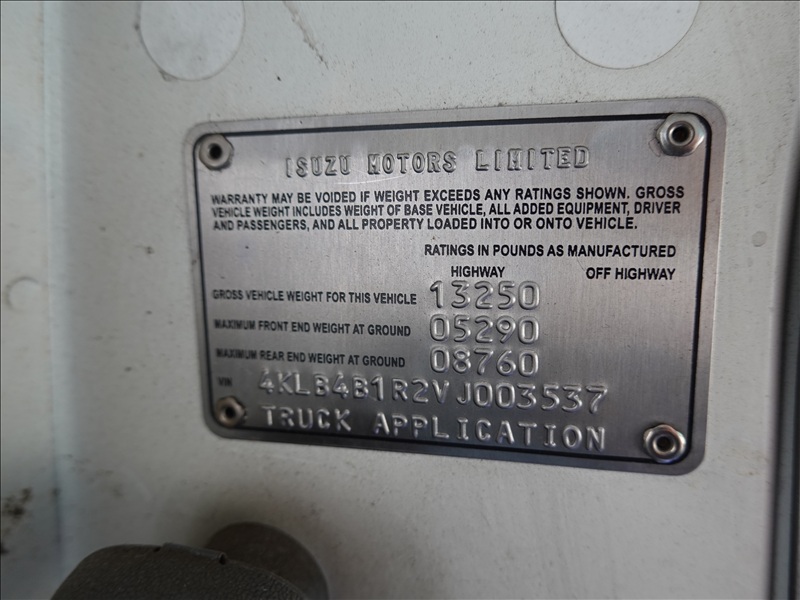 ISUZU MOTORS LIMITED
WARRANTY MAY BE VOIDED IF WEIGHT EXCEEDS ANY RATINGS SHOWN. GROSS
VEHICLE WEIGHT INCLUDES WEIGHT OF BASE VEHICLE, ALL ADDED EQUIPMENT, DRIVER
AND PASSENGERS, AND ALL PROPERTY LOADED INTO OR ONTO VEHICLE.
RATINGS IN POUNDS AS MANUFACTURED
HIGHWAY OFF HIGHWAY
GROSS VEHICLE WEIGHT FOR THIS VEHICLE 13250
MAXIMUM FRONT END WEIGHT AT GROUND 05290
MAXIMUM REAR END WEIGHT AT GROUND 08760
VIN 4KLB4B1R2VJ003537
TRUCK APPLICATION